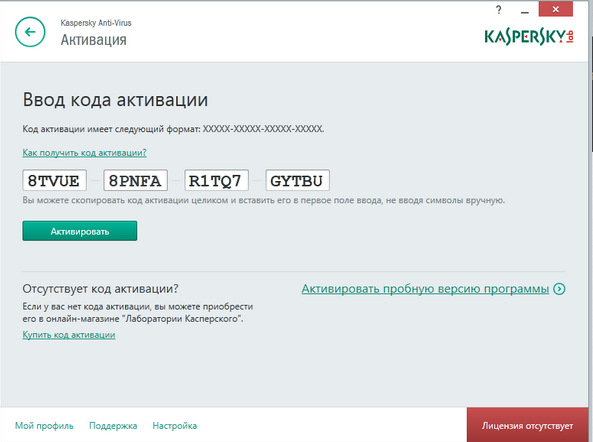 Kaspersky Anti-Virus
Активация
?
KASPERSKY lab
Ввод кода активации
Код активации имеет следующий формат: XXXXX-XXXXX-XXXXX-XXXXX.
Как получить код активации?
8TVUE 8PNFA R1TQ7 GYTBU
Вы можете скопировать код активации целиком и вставить его в первое поле ввода, не вводя символы вручную.
Активировать
Отсутствует код активации?
Активировать пробную версию программы
Если у вас нет кода активации, вы можете приобрести
его в онлайн-магазине "Лаборатории Касперского".
Купить код активации
Мой профиль Поддержка Настройка
Лицензия отсутствует